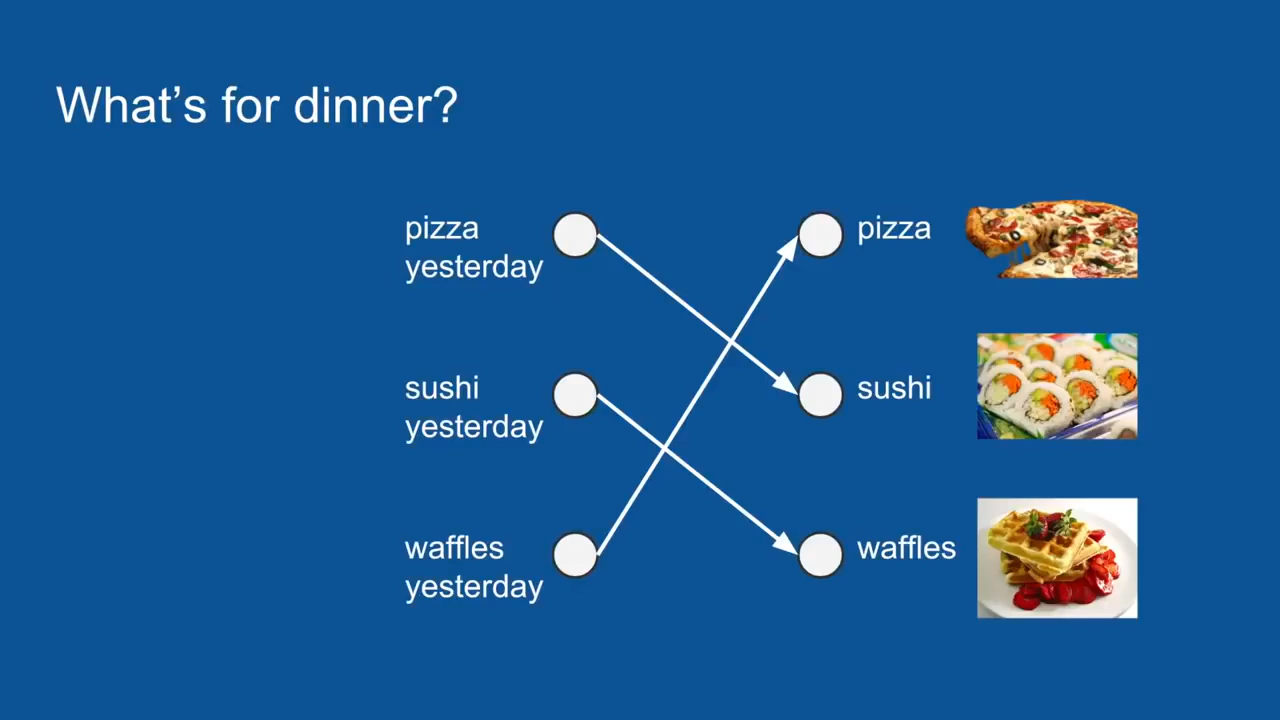 What’s for dinner?
pizza
yesterday
pizza
sushi
yesterday
sushi
waffles
yesterday
waffles